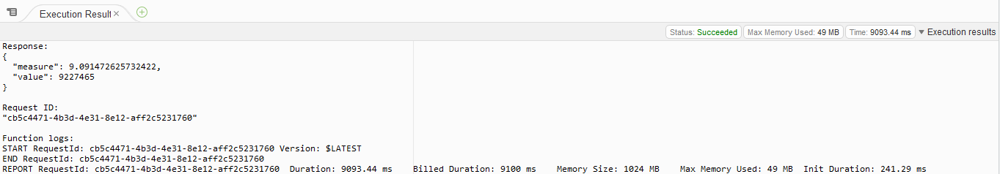 Execution Result
Status: Succeeded Max Memory Used: 49 MB Time: 9093.44 ms Execution results
Response:
{
  "measure": 9.091472625732422,
  "value": 9227465
}
Request ID:
"cb5c4471-4b3d-4e31-8e12-aff2c5231760"
Function logs:
START RequestId: cb5c4471-4b3d-4e31-8e12-aff2c5231760 Version: $LATEST
END RequestId: cb5c4471-4b3d-4e31-8e12-aff2c5231760
REPORT RequestId: cb5c4471-4b3d-4e31-8e12-aff2c5231760  Duration: 9093.44 ms    Billed Duration: 9100 ms    Memory Size: 1024 MB    Max Memory Used: 49 MB  Init Duration: 241.29 ms